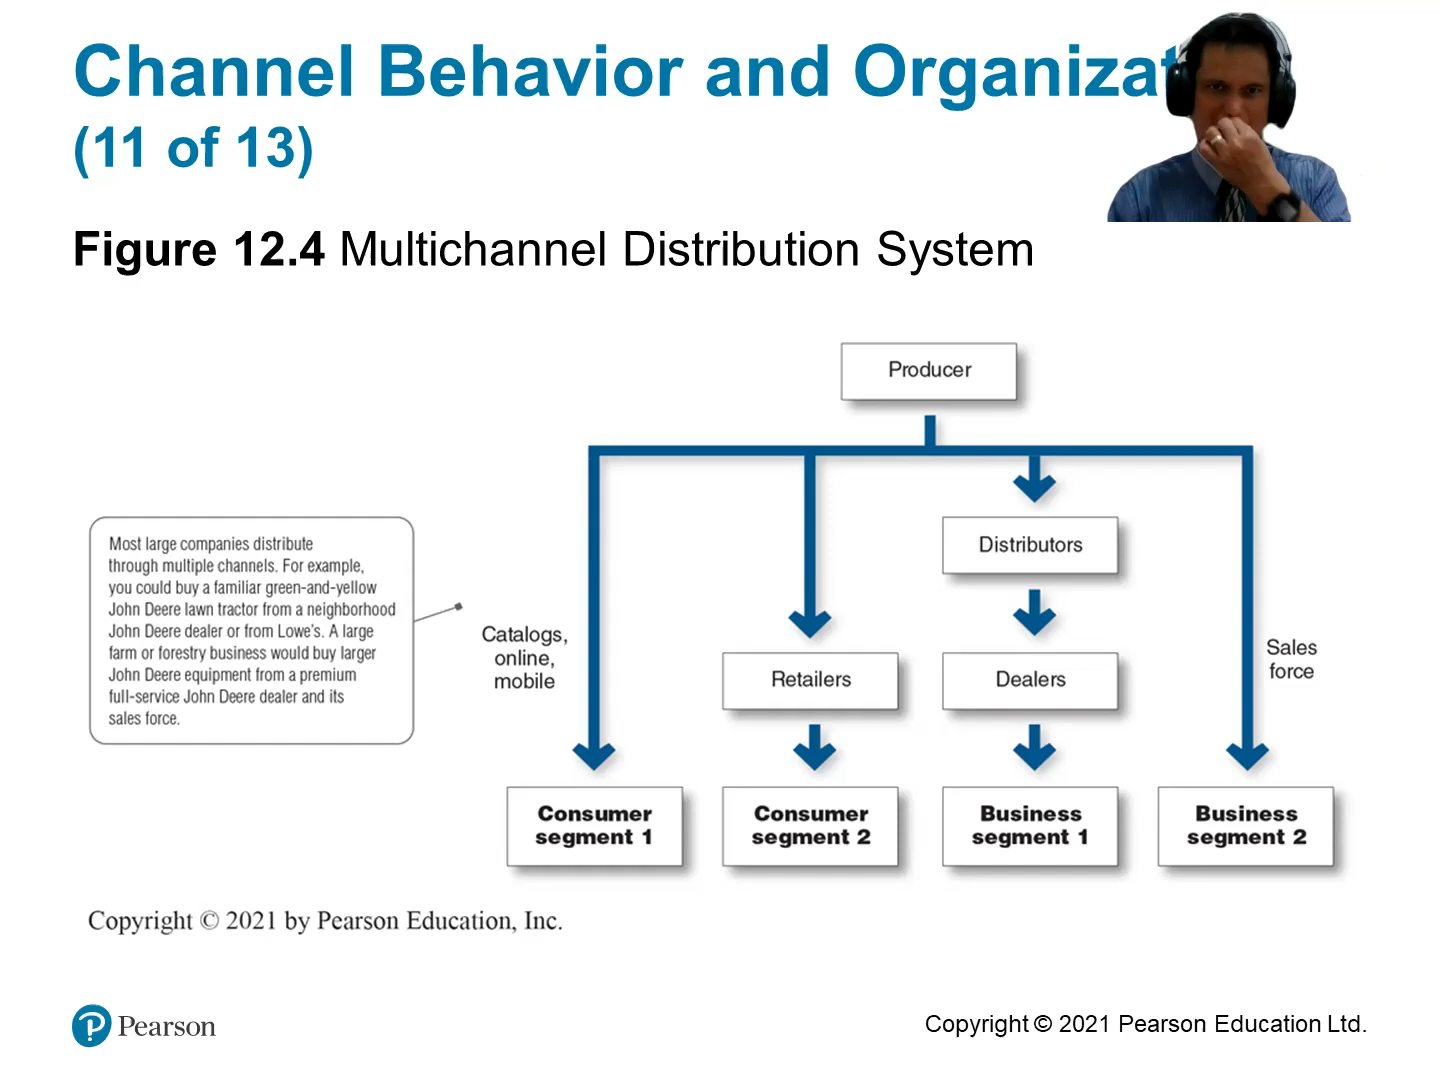 Channel Behavior and Organizat
(11 of 13)
Figure 12.4 Multichannel Distribution System
Producer
Most large companies distribute
through multiple channels. For example,
you could buy a familiar green-and-yellow
John Deere lawn tractor from a neighborhood
John Deere dealer or from Lowe's. A large
farm or forestry business would buy larger
John Deere equipment from a premium
full-service John Deere dealer and its
sales force.
Distributors
Catalogs,
online,
mobile
Retailers
Dealers
Sales
force
Consumer
segment 1
Consumer
segment 2
Business
segment 1
Business
segment 2
Copyright © 2021 by Pearson Education, Inc.
Pearson
Copyright © 2021 Pearson Education Ltd.